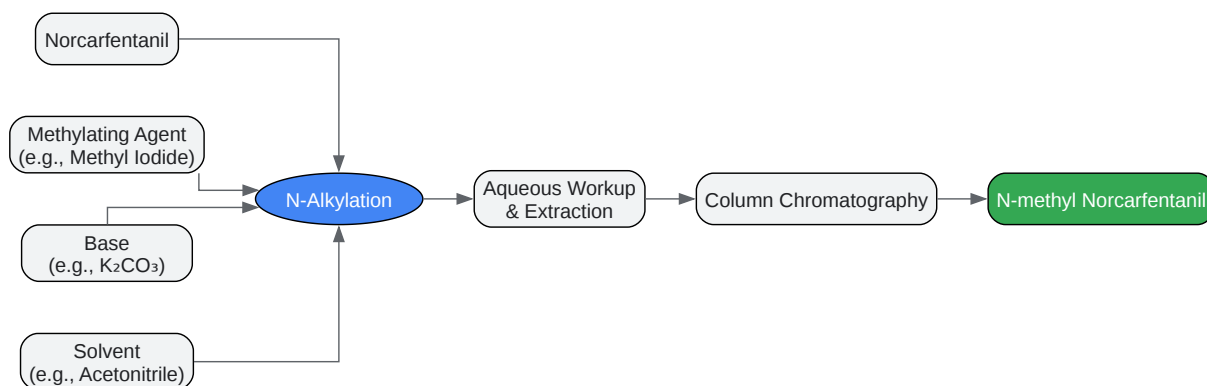 Norcarfentanil
Methylating Agent
(e.g., Methyl Iodide)
N-Alkylation
Aqueous Workup
& Extraction
Column Chromatography
N-methyl Norcarfentanil
Base
(e.g., K₂CO₃)
Solvent
(e.g., Acetonitrile)